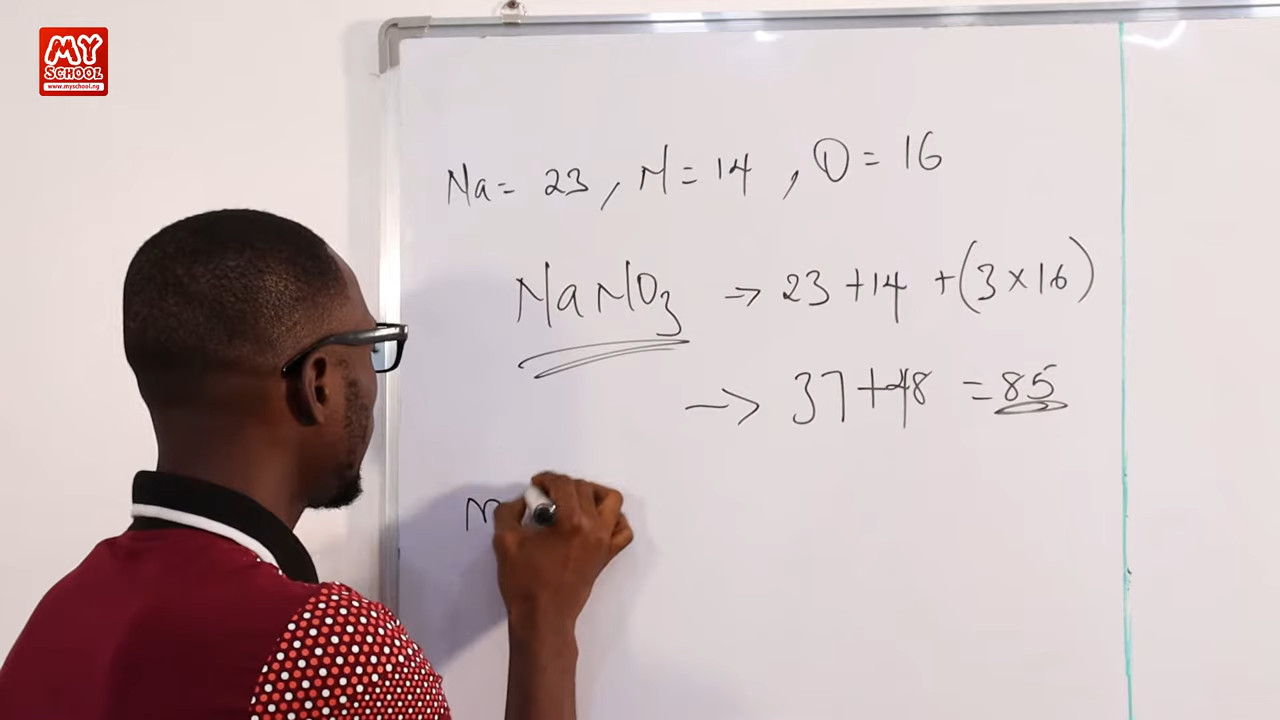 MY
SCHOOL
www.myschool.ng
Na = 23 , N = 14 , O = 16
NaNO3 → 23 + 14 + (3 × 16)
→ 37 + 48 = 85
m